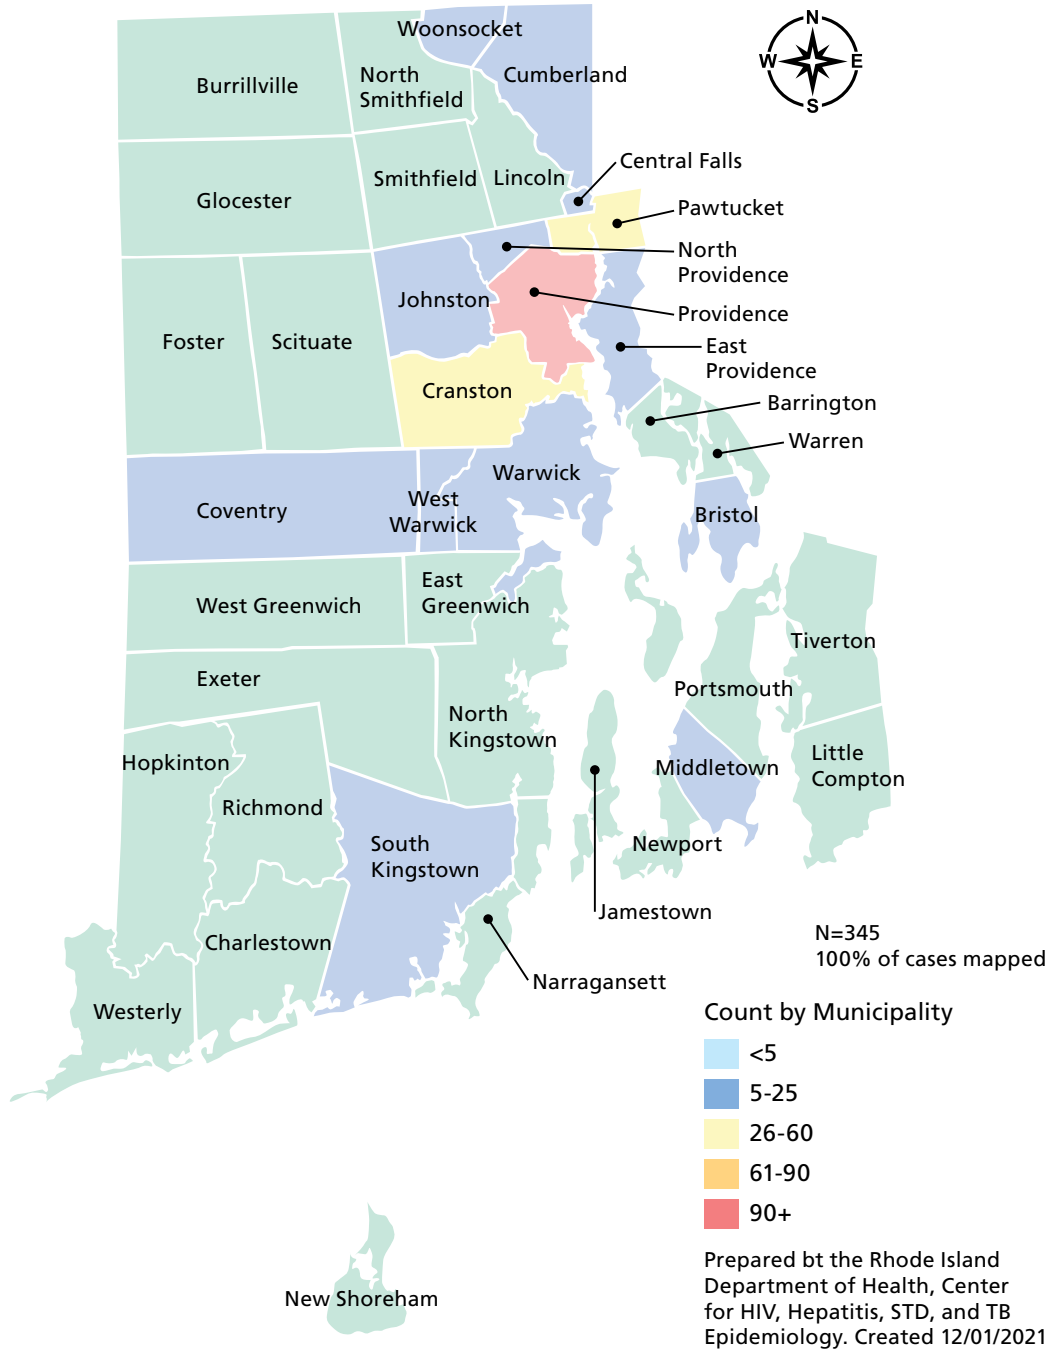 N
W
E
S
Woonsocket
Burrillville
North
Smithfield
Cumberland
Central Falls
Glocester
Smithfield
Lincoln
Pawtucket
North
Providence
Johnston
Providence
Foster
Scituate
East
Providence
Cranston
Barrington
Warren
Warwick
Coventry
West
Warwick
Bristol
West Greenwich
East
Greenwich
Tiverton
Exeter
Portsmouth
North
Kingstown
Hopkinton
Middletown
Little
Compton
Richmond
South
Kingstown
Newport
Jamestown
Charlestown
Narragansett
Westerly
N=345
100% of cases mapped
Count by Municipality
<5
5-25
26-60
61-90
90+
New Shoreham
Prepared bt the Rhode Island
Department of Health, Center
for HIV, Hepatitis, STD, and TB
Epidemiology. Created 12/01/2021